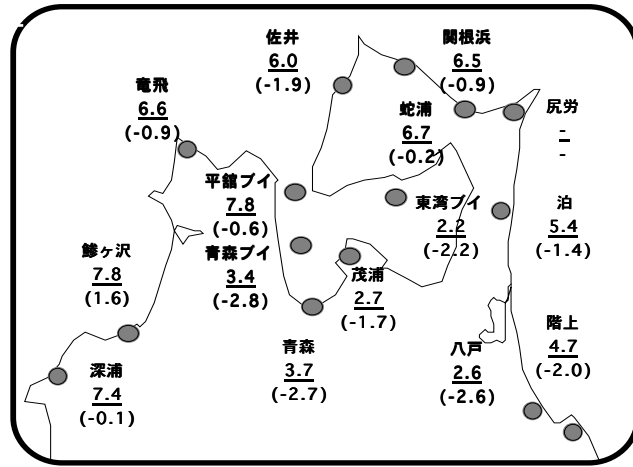 佐井
6.0
(-1.9)
関根浜
6.5
(-0.9)
竜飛
6.6
(-0.9)
蛇浦
6.7
(-0.2)
尻労
-
-
平舘ブイ
7.8
(-0.6)
東湾ブイ
2.2
(-2.2)
泊
5.4
(-1.4)
鰺ヶ沢
7.8
(1.6)
青森ブイ
3.4
(-2.8)
茂浦
2.7
(-1.7)
階上
4.7
(-2.0)
深浦
7.4
(-0.1)
青森
3.7
(-2.7)
八戸
2.6
(-2.6)